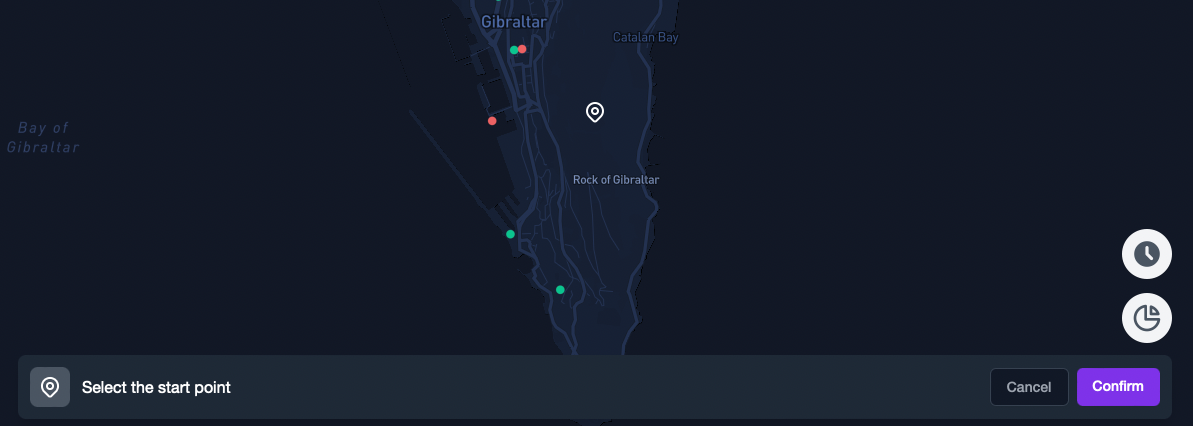 Gibraltar
Catalan Bay
Bay of
Gibraltar
Rock of Gibraltar
Select the start point
Cancel
Confirm